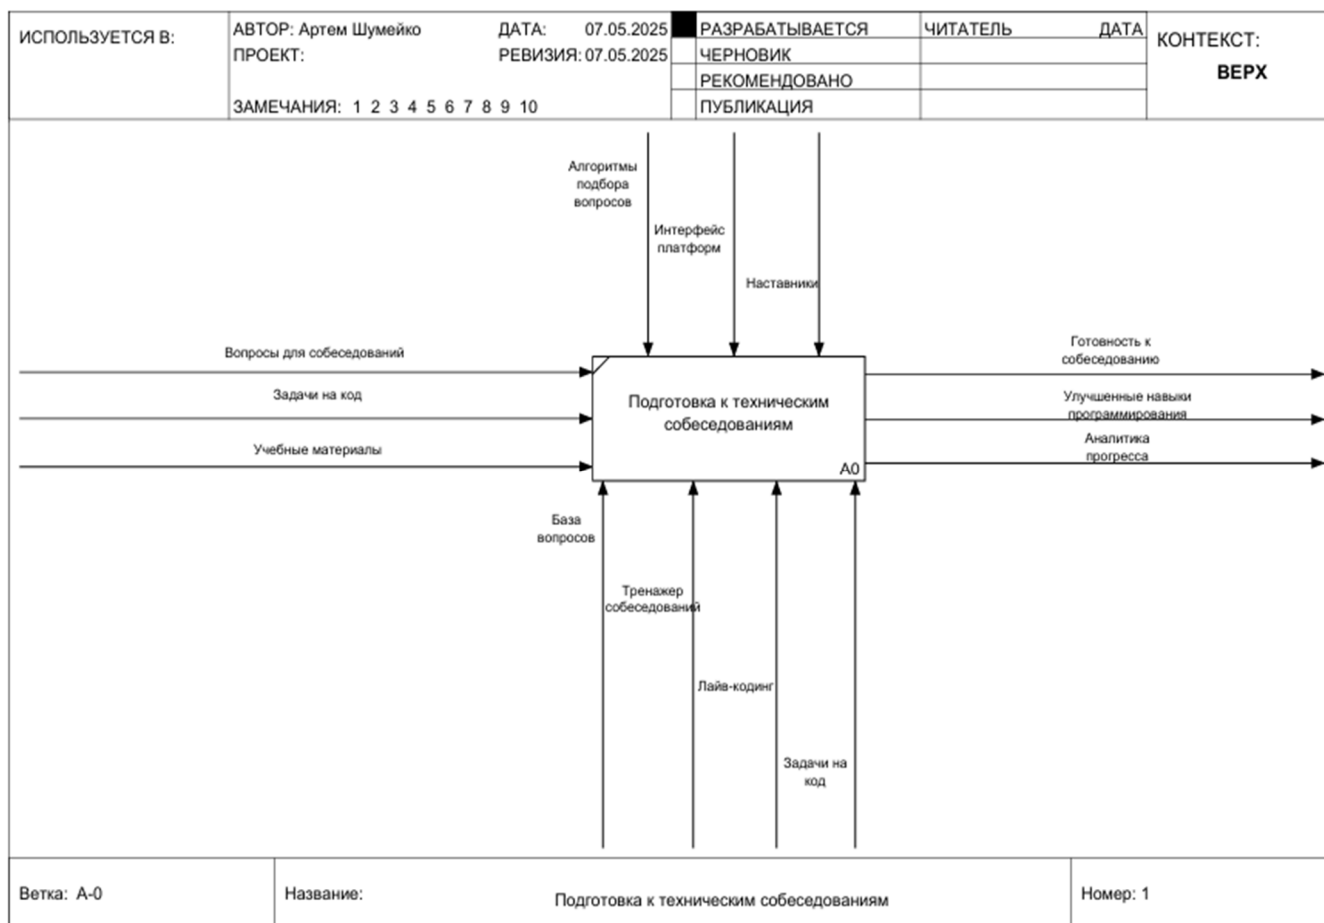 ИСПОЛЬЗУЕТСЯ В:
АВТОР: Артем Шумейко
ДАТА: 07.05.2025
ПРОЕКТ:
РЕВИЗИЯ: 07.05.2025
ЗАМЕЧАНИЯ: 1 2 3 4 5 6 7 8 9 10
РАЗРАБАТЫВАЕТСЯ
ЧЕРНОВИК
РЕКОМЕНДОВАНО
ПУБЛИКАЦИЯ
ЧИТАТЕЛЬ
ДАТА
КОНТЕКСТ:
ВЕРХ
Алгоритмы
подбора
вопросов
Интерфейс
платформ
Наставники
Вопросы для собеседований
Задачи на код
Учебные материалы
Подготовка к техническим
собеседованиям
A0
Готовность к
собеседованию
Улучшенные навыки
программирования
Аналитика
прогресса
База
вопросов
Тренажер
собеседований
Лайв-кодинг
Задачи на
код
Ветка: A-0
Название:
Подготовка к техническим собеседованиям
Номер: 1